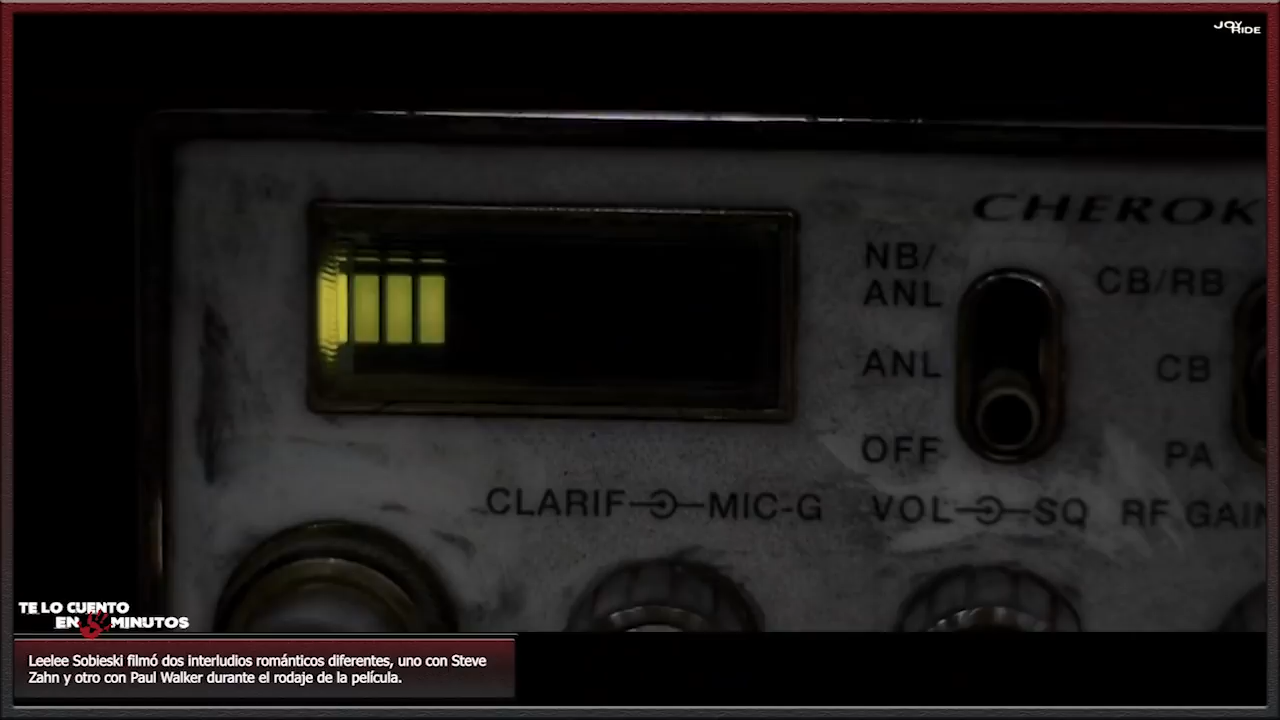 JOY
RIDE
CHEROK
NB/
ANL
CB/RB
ANL
CB
OFF
PA
CLARIF MIC-G
VOL SQ
RF GAIN
TE LO CUENTO
EN 5 MINUTOS
Leelee Sobieski filmó dos interludios románticos diferentes, uno con Steve
Zahn y otro con Paul Walker durante el rodaje de la película.